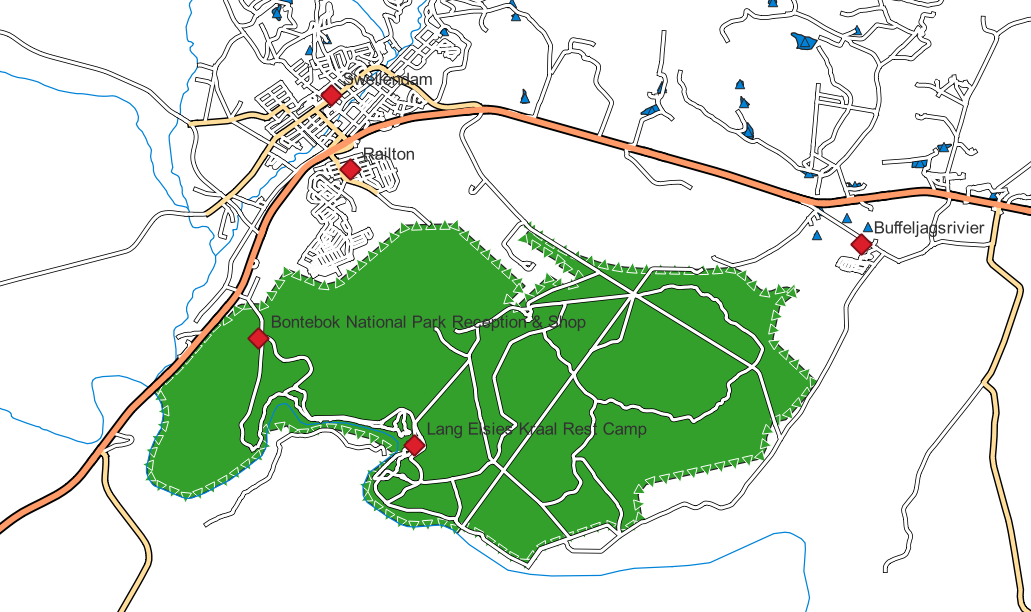 Swellendam
Railton
Buffeljagsrivier
Bontebok National Park Reception & Shop
Lang Elsies Kraal Rest Camp